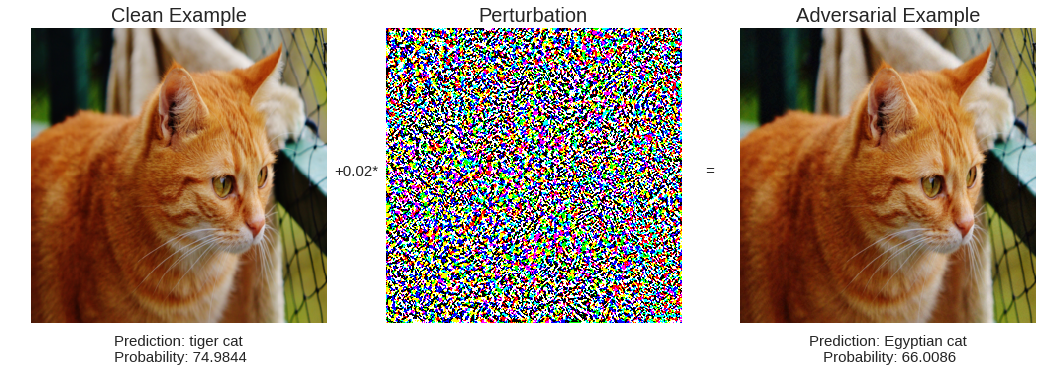 Clean Example
Perturbation
Adversarial Example
+0.02*
=
Prediction: tiger cat
Probability: 74.9844
Prediction: Egyptian cat
Probability: 66.0086